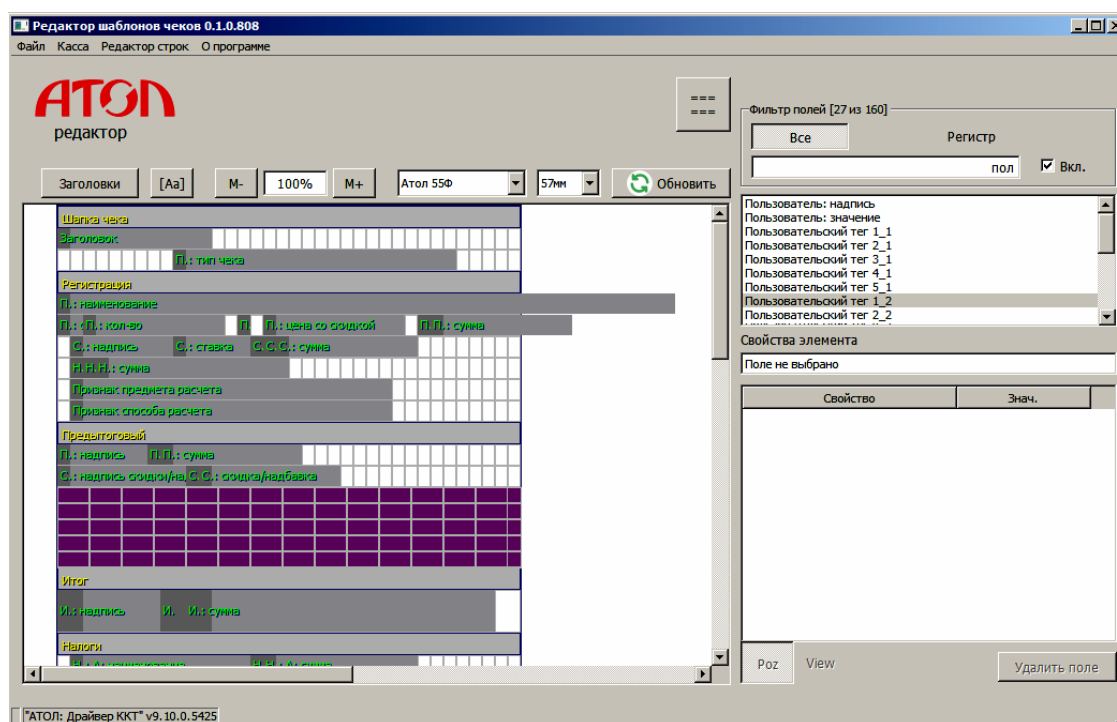 Редактор шаблонов чеков 0.1.0.808
Файл Касса Редактор строк О программе
АТОЛ
редактор
===
===
Заголовки [Aa] М- 100% М+ Атол 55Ф 57мм Обновить
Шапка чека
Заголовок
П.: тип чека
Регистрация
П.: наименование
П.: П.: кол-во П. П.: цена со скидкой П. П.: сумма
С.: надпись С.: ставка С. С. С.: сумма
Н. Н. Н.: сумма
Признак предмета расчета
Признак способа расчета
Предытоговый
П.: надпись П. П.: сумма
С.: надпись скидки/на, С. С.: скидка/надбавка
Итог
И.: надпись И. И.: сумма
Налоги
Фильтр полей [27 из 160]
Все Регистр
пол Вкл.
Пользователь: надпись
Пользователь: значение
Пользовательский тег 1_1
Пользовательский тег 2_1
Пользовательский тег 3_1
Пользовательский тег 4_1
Пользовательский тег 5_1
Пользовательский тег 1_2
Пользовательский тег 2_2
Свойства элемента
Поле не выбрано
Свойство Знач.
Poz View Удалить поле
"АТОЛ: Драйвер ККТ" v9.10.0.5425